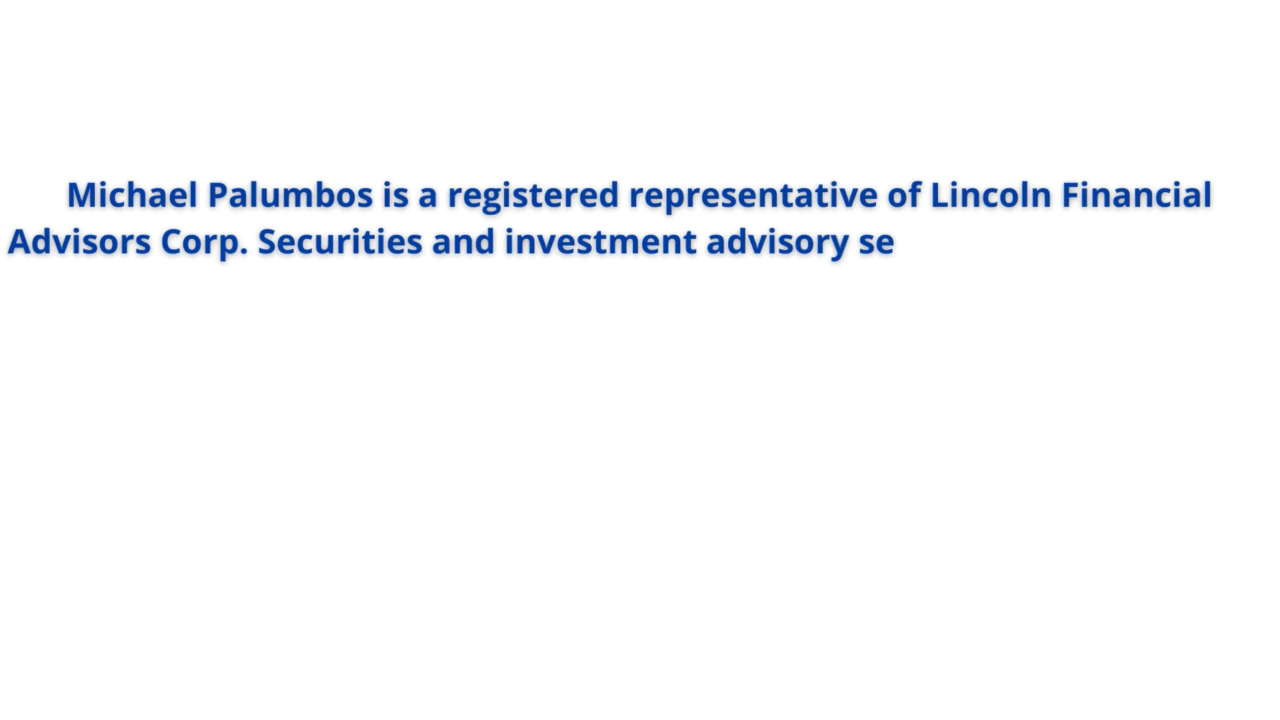 Michael Palumbos is a registered representative of Lincoln Financial
Advisors Corp. Securities and investment advisory se